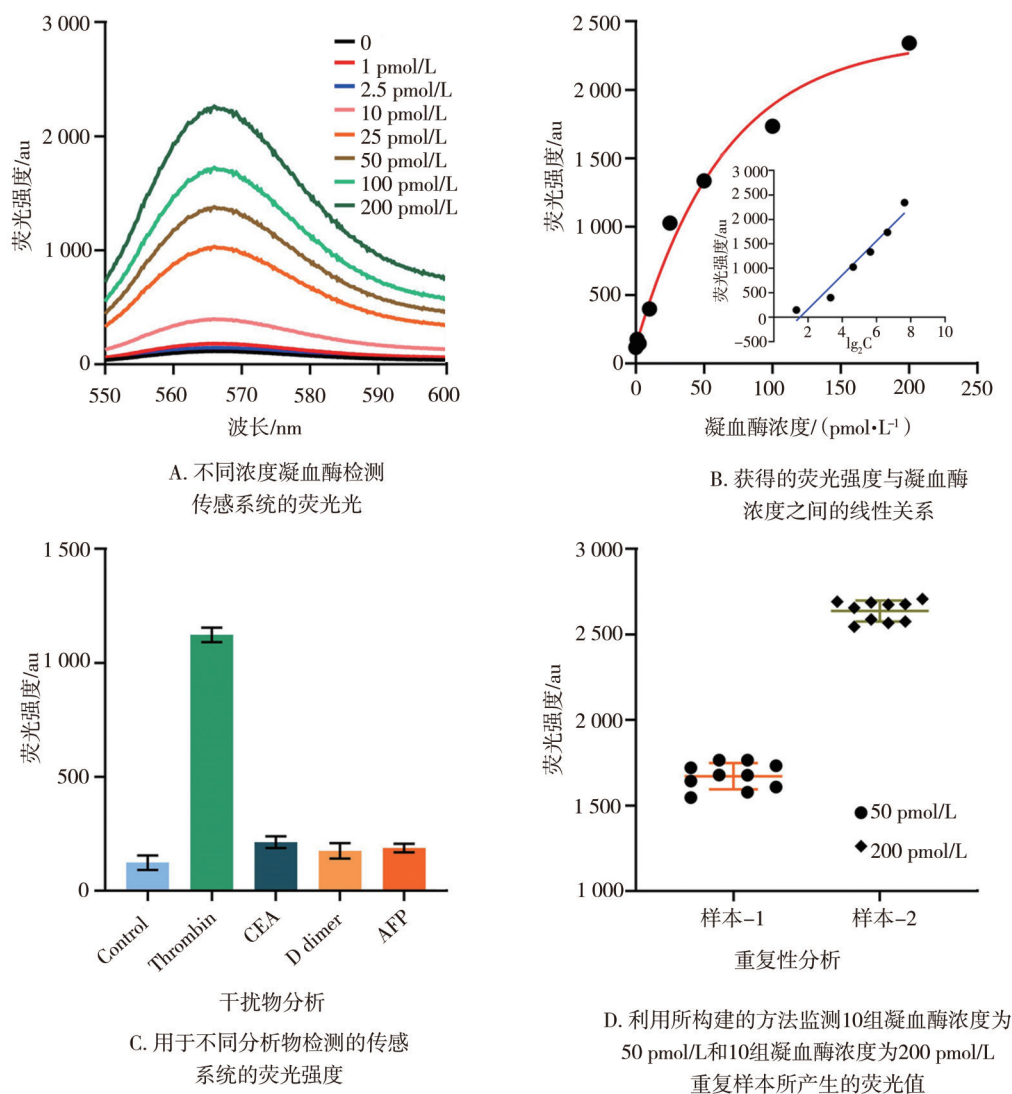 3 000
2 000
1 000
0
荧光强度/au
0
1 pmol/L
2.5 pmol/L
10 pmol/L
25 pmol/L
50 pmol/L
100 pmol/L
200 pmol/L
550 560 570 580 590 600
波长/nm
A. 不同浓度凝血酶检测
传感系统的荧光光
2 500
2 000
1 500
1 000
500
0
荧光强度/au
3 000
2 500
2 000
1 500
1 000
500
0
-500
荧光强度/au
2 4 6 8 10
lg₂C
0 50 100 150 200 250
凝血酶浓度/(pmol•L⁻¹)
B. 获得的荧光强度与凝血酶
浓度之间的线性关系
1 500
1 000
500
0
荧光强度/au
Control Thrombin CEA D dimer AFP
干扰物分析
C. 用于不同分析物检测的传感
系统的荧光强度
3 000
2 500
2 000
1 500
1 000
荧光强度/au
50 pmol/L
200 pmol/L
样本-1 样本-2
重复性分析
D. 利用所构建的方法监测10组凝血酶浓度为
50 pmol/L和10组凝血酶浓度为200 pmol/L
重复样本所产生的荧光值